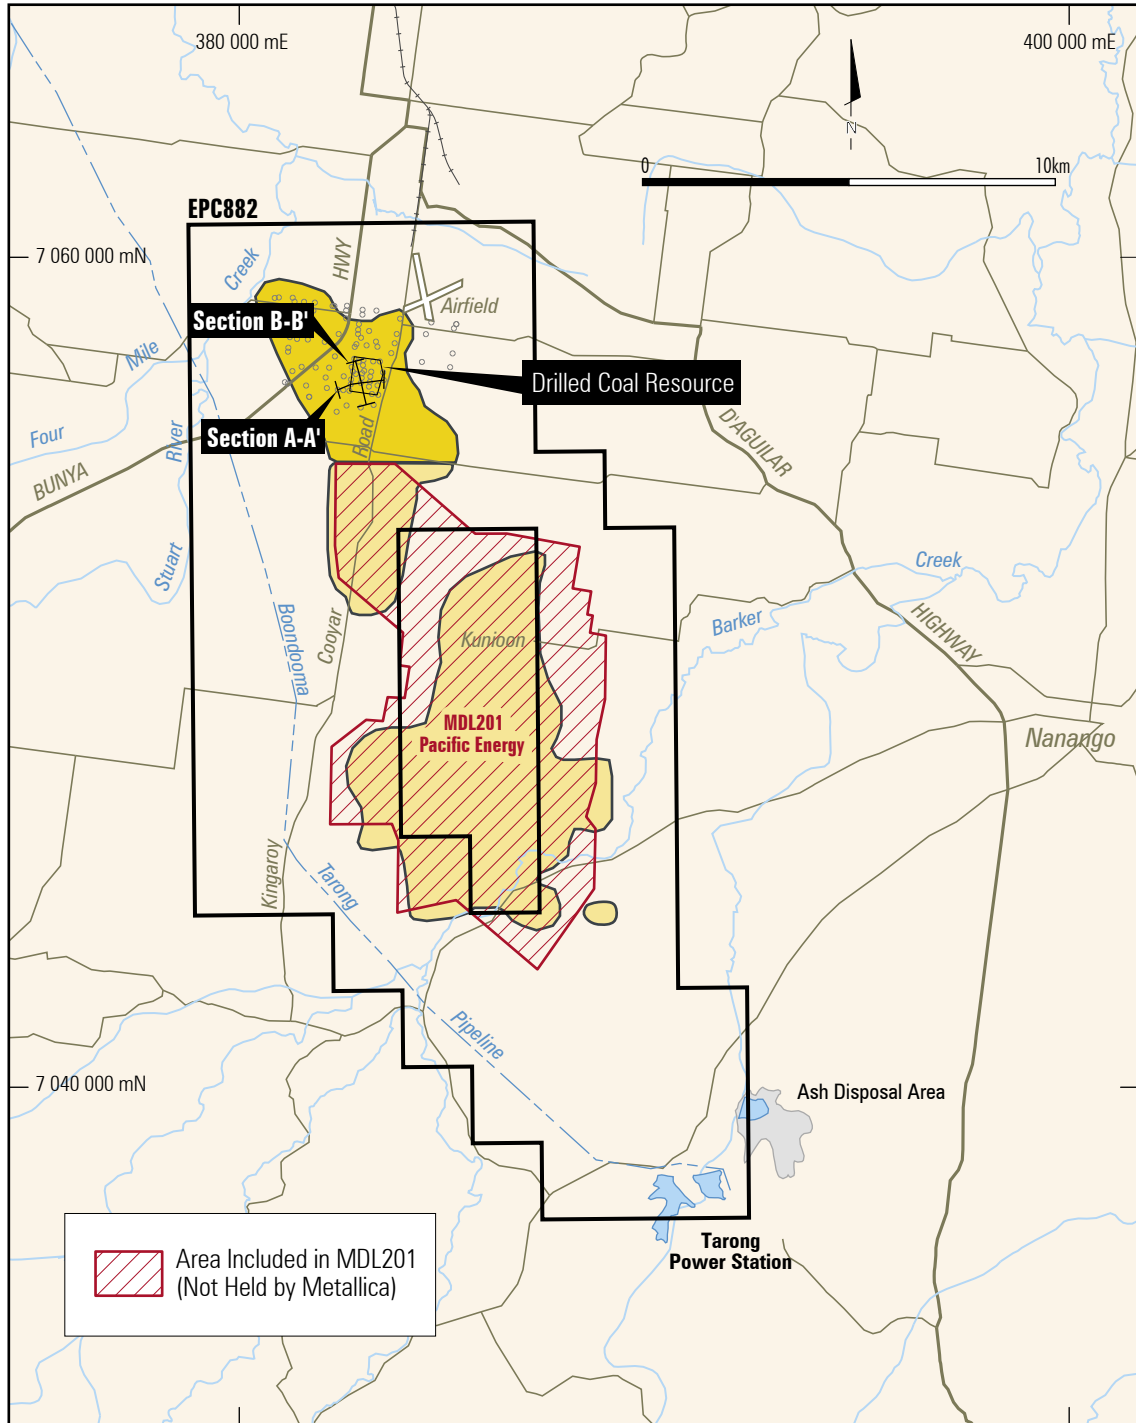 380 000 mE
400 000 mE
N
0
10km
EPC882
7 060 000 mN
Creek
HWY
Airfield
Section B-B'
Mile
Drilled Coal Resource
Four
River
Section A-A'
Road
BUNYA
D'AGUILAR
Stuart
Creek
Boondooma
Cooyar
Kunioon
Barker
HIGHWAY
MDL201
Pacific Energy
Nanango
Kingaroy
Tarong
Pipeline
7 040 000 mN
Ash Disposal Area
Tarong
Power Station
Area Included in MDL201
(Not Held by Metallica)